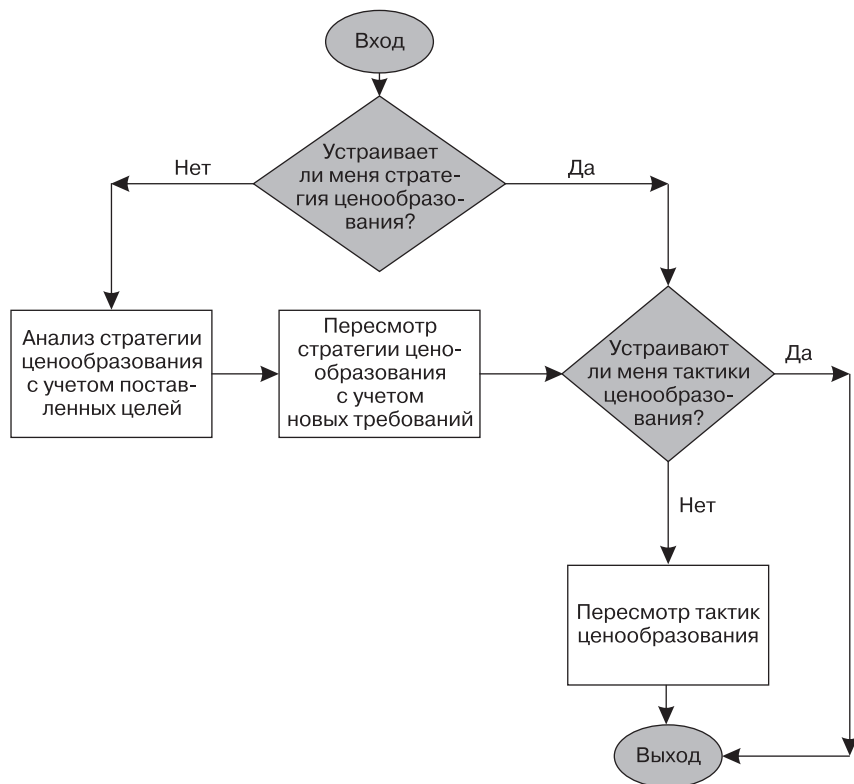 Вход
Устраивает
ли меня страте-
гия ценообразо-
вания?
Нет
Да
Анализ стратегии
ценообразования
с учетом постав-
ленных целей
Пересмотр
стратегии цено-
образования
с учетом
новых требований
Устраивают
ли меня тактики
ценообразо-
вания?
Да
Нет
Пересмотр тактик
ценообразования
Выход